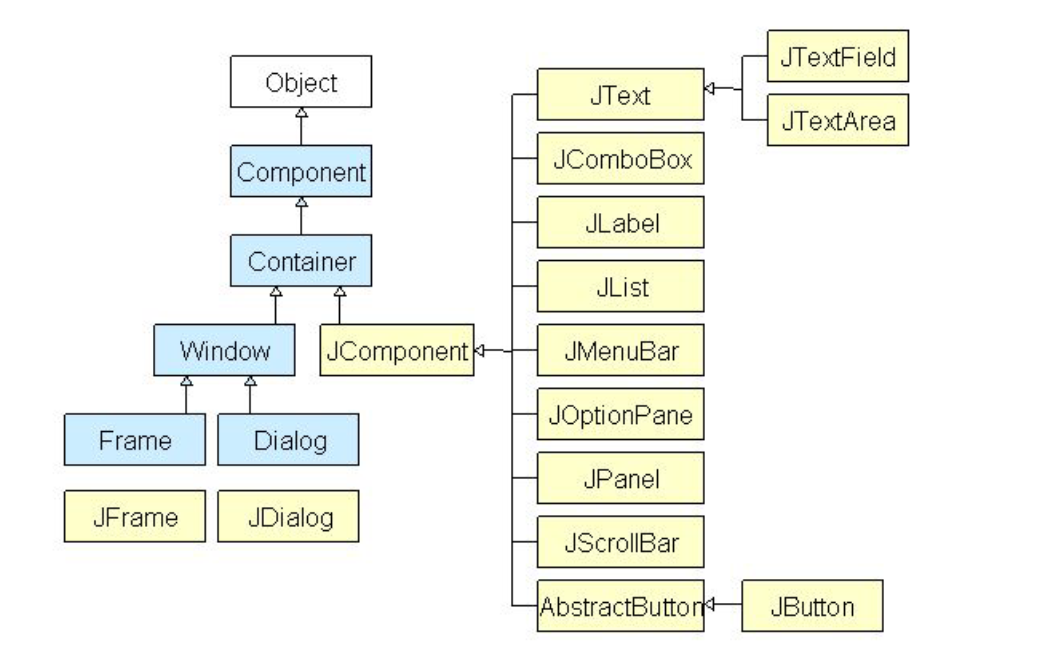 Object
Component
Container
Window
JComponent
Frame
Dialog
JFrame
JDialog
JText
JComboBox
JLabel
JList
JMenuBar
JOptionPane
JPanel
JScrollBar
AbstractButton
JTextField
JTextArea
JButton